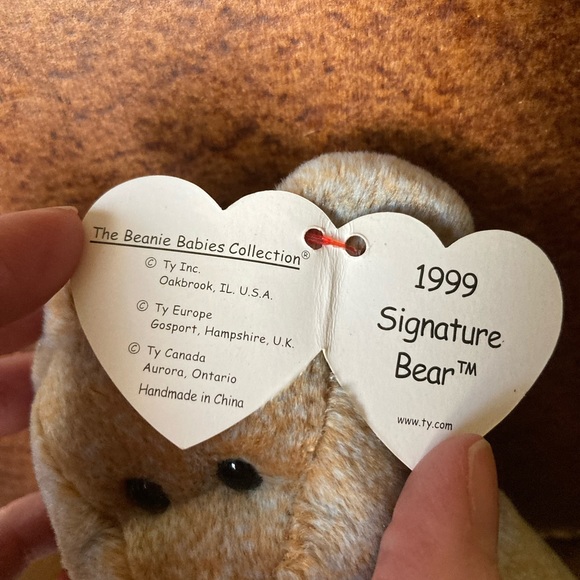 The Beanie Babies Collection®
© Ty Inc.
Oakbrook, IL. U.S.A.
© Ty Europe
Gosport, Hampshire, U.K.
© Ty Canada
Aurora, Ontario
Handmade in China
1999
Signature
Bear™
www.ty.com